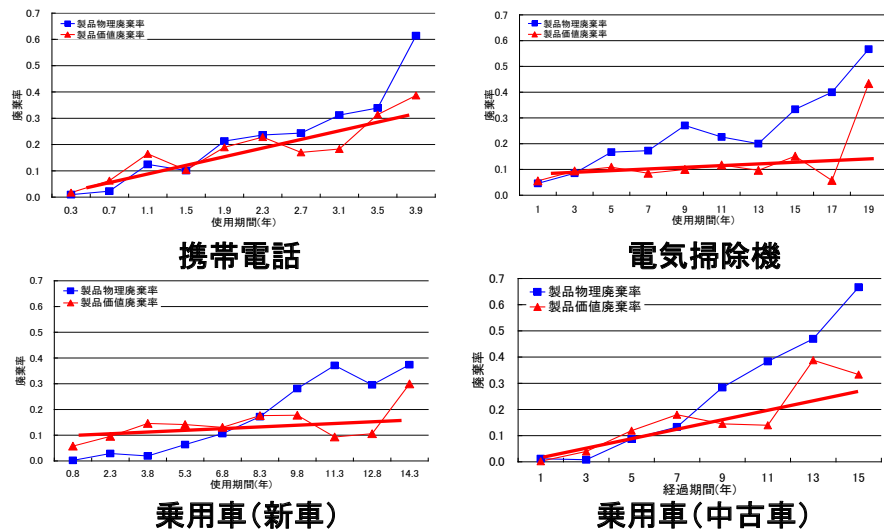 0.7
製品物理廃棄率
製品価値廃棄率
0.6
0.5
0.4
0.3
0.2
0.1
0.0
廃棄率
0.3 0.7 1.1 1.5 1.9 2.3 2.7 3.1 3.5 3.9
使用期間(年)
携帯電話
0.7
製品物理廃棄率
製品価値廃棄率
0.6
0.5
0.4
0.3
0.2
0.1
0.0
廃棄率
1 3 5 7 9 11 13 15 17 19
使用期間(年)
電気掃除機
0.7
製品物理廃棄率
製品価値廃棄率
0.6
0.5
0.4
0.3
0.2
0.1
0.0
廃棄率
0.8 2.3 3.8 5.3 6.8 8.3 9.8 11.3 12.8 14.3
使用期間(年)
乗用車(新車)
0.7
製品物理廃棄率
製品価値廃棄率
0.6
0.5
0.4
0.3
0.2
0.1
0.0
廃棄率
1 3 5 7 9 11 13 15
経過期間(年)
乗用車(中古車)